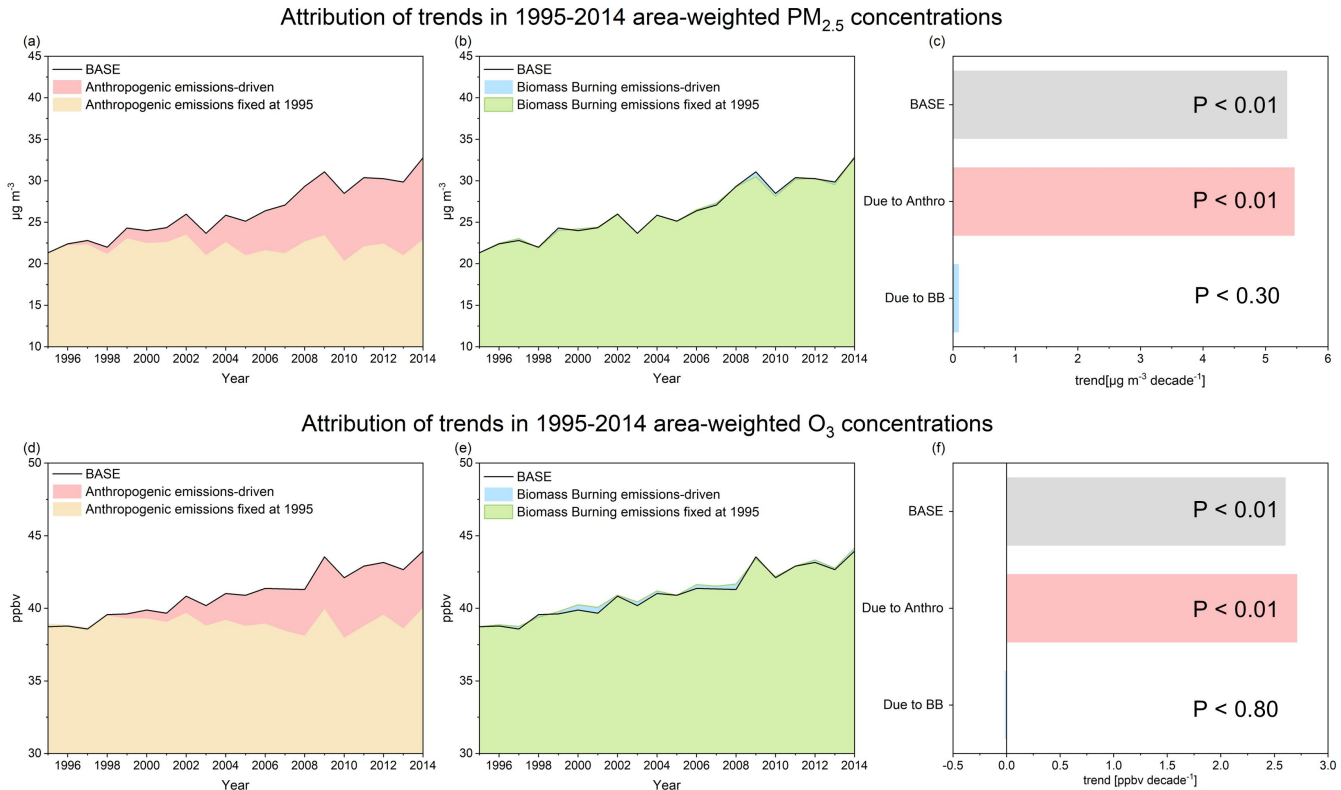 Attribution of trends in 1995-2014 area-weighted PM2.5 concentrations
(a)
BASE
Anthropogenic emissions-driven
Anthropogenic emissions fixed at 1995
45
40
35
30
25
20
15
10
µg m-3
1996 1998 2000 2002 2004 2006 2008 2010 2012 2014
Year
(b)
BASE
Biomass Burning emissions-driven
Biomass Burning emissions fixed at 1995
45
40
35
30
25
20
15
10
µg m-3
1996 1998 2000 2002 2004 2006 2008 2010 2012 2014
Year
(c)
BASE P < 0.01
Due to Anthro P < 0.01
Due to BB P < 0.30
0 1 2 3 4 5 6
trend[µg m-3 decade-1]
Attribution of trends in 1995-2014 area-weighted O3 concentrations
(d)
BASE
Anthropogenic emissions-driven
Anthropogenic emissions fixed at 1995
50
45
40
35
30
ppbv
1996 1998 2000 2002 2004 2006 2008 2010 2012 2014
Year
(e)
BASE
Biomass Burning emissions-driven
Biomass Burning emissions fixed at 1995
50
45
40
35
30
ppbv
1996 1998 2000 2002 2004 2006 2008 2010 2012 2014
Year
(f)
BASE P < 0.01
Due to Anthro P < 0.01
Due to BB P < 0.80
-0.5 0.0 0.5 1.0 1.5 2.0 2.5 3.0
trend [ppbv decade-1]